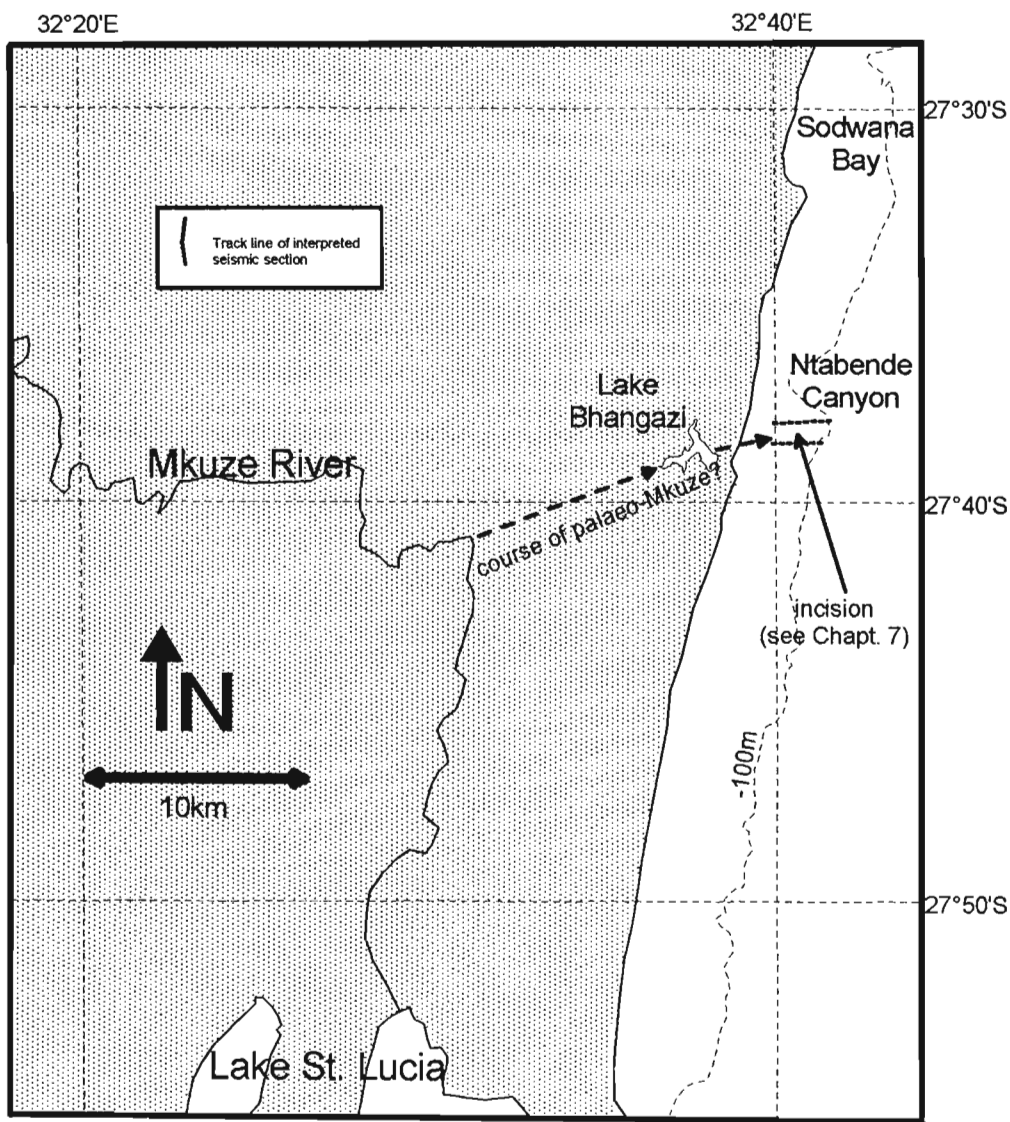 32°20'E
32°40'E
27°30'S
Sodwana
Bay
Track line of interpreted
seismic section
Ntabende
Canyon
Lake
Bhangazi
Mkuze River
27°40'S
course of palaeo-Mkuze?
incision
(see Chapt. 7)
N
-100m
10km
27°50'S
Lake St. Lucia